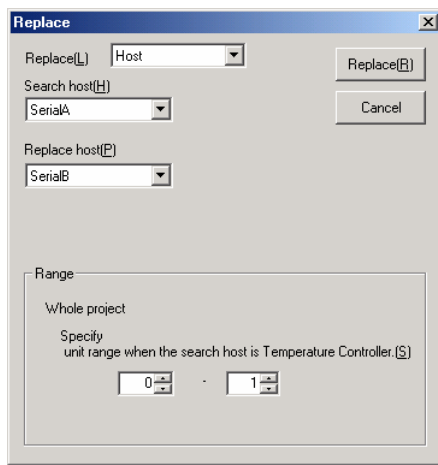 Replace
Replace(L) Host
Replace(R)
Search host(H)
SerialA
Cancel
Replace host(P)
SerialB
Range
Whole project
Specify
unit range when the search host is Temperature Controller.(S)
0 - 1